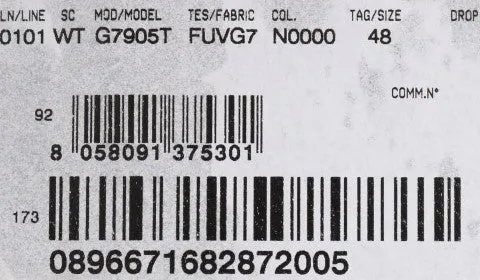 LN/LINE SC MOD/MODEL TES/FABRIC COL. TAG/SIZE DROP
0101 WT G7905T FUVG7 N0000 48
COMM.N°
92
8 058091 375301
173
0896671682872005